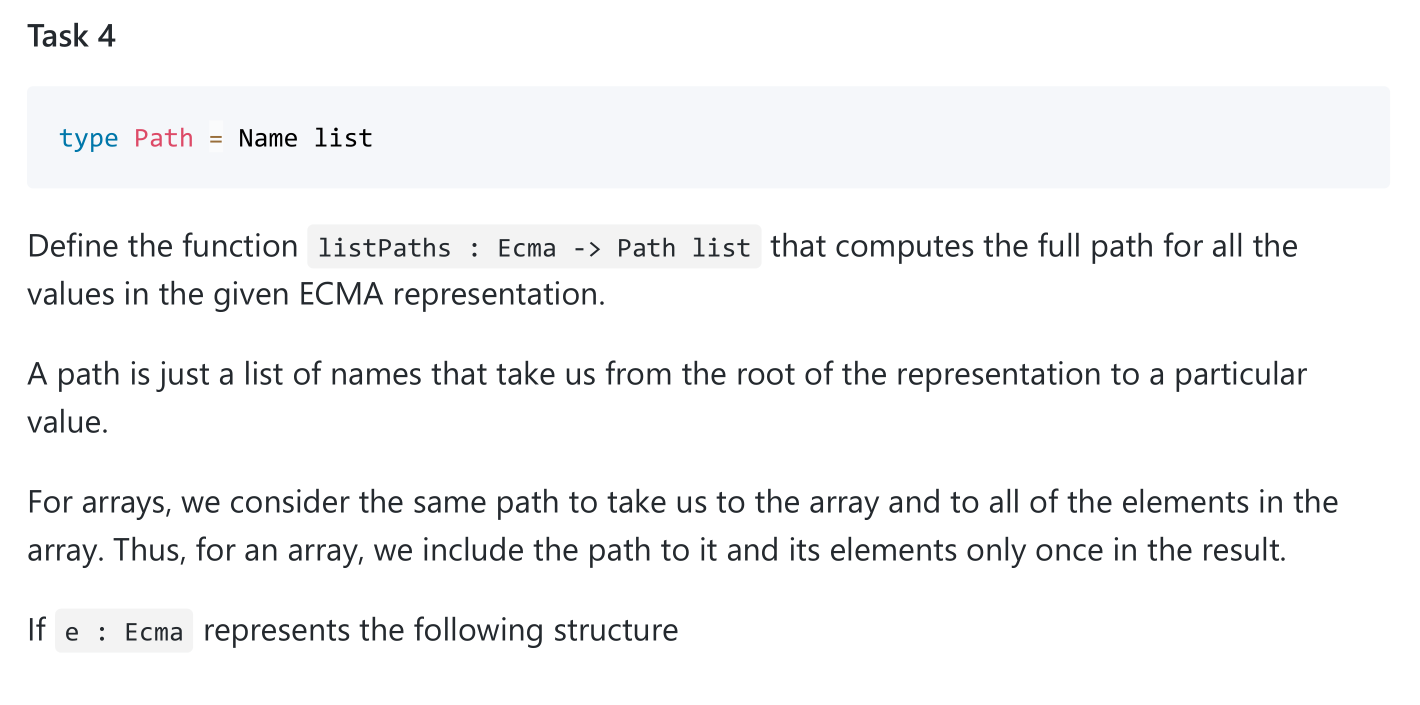 Task 4
type Path = Name list
Define the function listPaths : Ecma -> Path list that computes the full path for all the
values in the given ECMA representation.
A path is just a list of names that take us from the root of the representation to a particular
value.
For arrays, we consider the same path to take us to the array and to all of the elements in the
array. Thus, for an array, we include the path to it and its elements only once in the result.
If e : Ecma represents the following structure